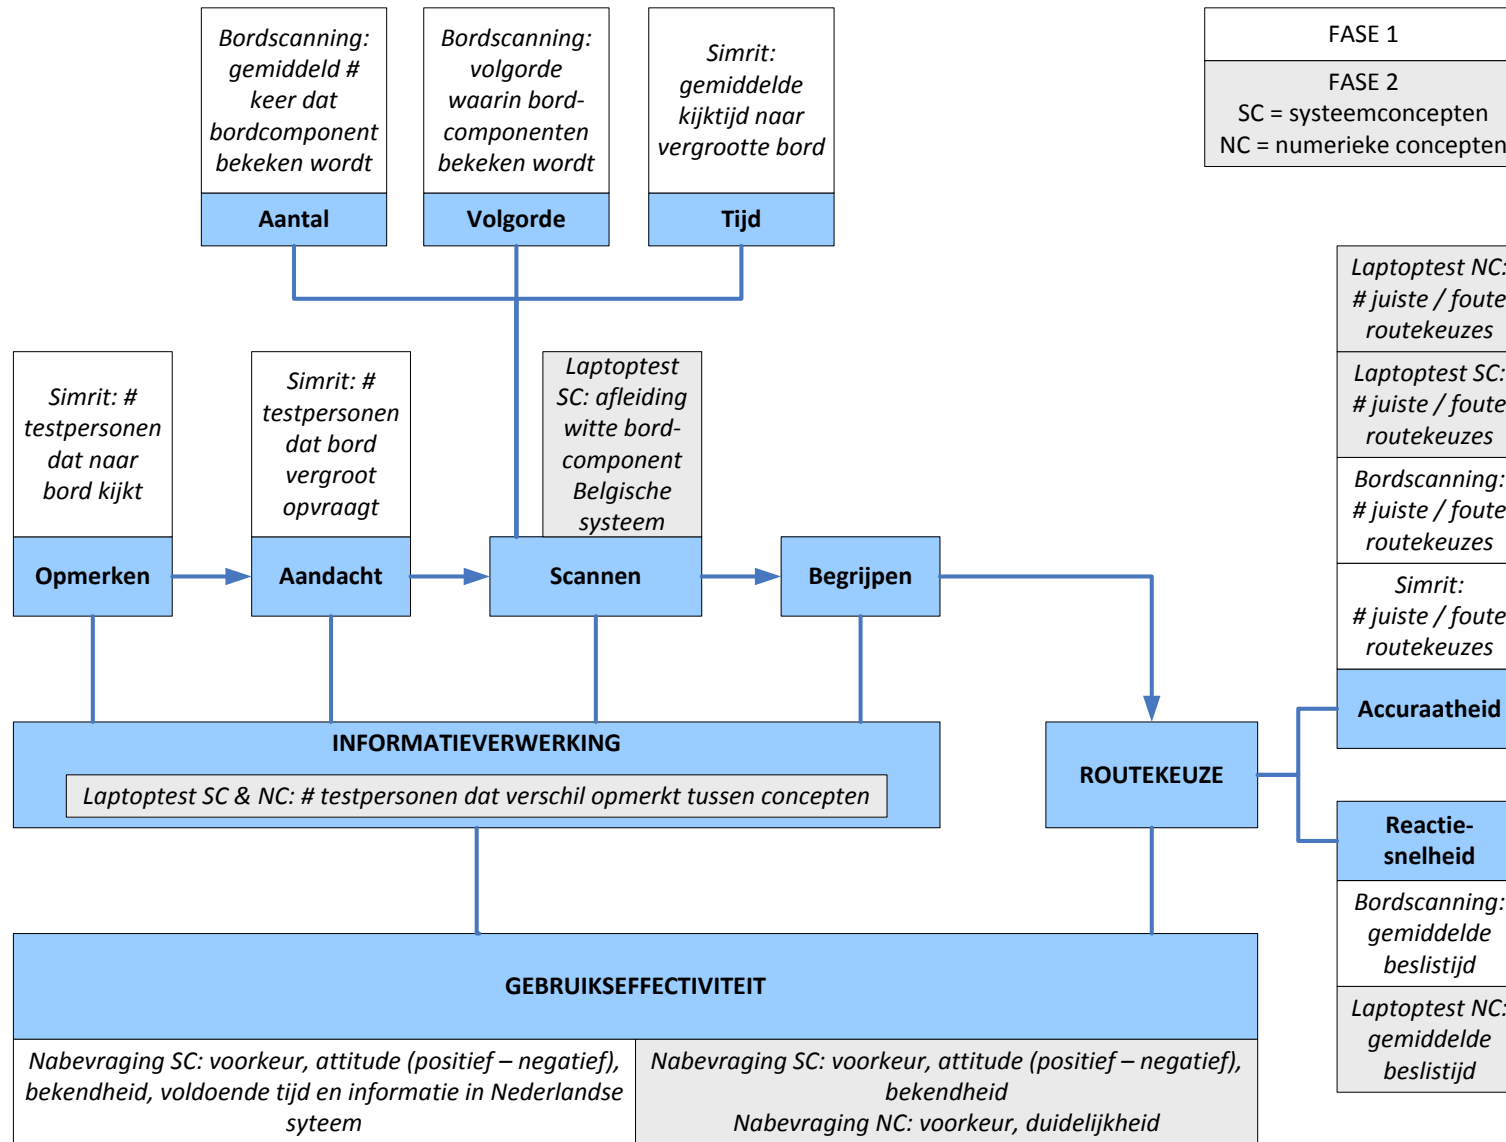 Bordscanning:
gemiddeld #
keer dat
bordcomponent
bekeken wordt
Aantal
Bordscanning:
volgorde
waarin bord-
componenten
bekeken wordt
Volgorde
Simrit:
gemiddelde
kijktijd naar
vergrootte bord
Tijd
FASE 1
FASE 2
SC = systeemconcepten
NC = numerieke concepten
Simrit: #
testpersonen
dat naar
bord kijkt
Opmerken
Simrit: #
testpersonen
dat bord
vergroot
opvraagt
Aandacht
Laptoptest
SC: afleiding
witte bord-
component
Belgische
systeem
Scannen
Begrijpen
Laptoptest NC:
# juiste / foute
routekeuzes
Laptoptest SC:
# juiste / foute
routekeuzes
Bordscanning:
# juiste / foute
routekeuzes
Simrit:
# juiste / foute
routekeuzes
Accuraatheid
INFORMATIEVERWERKING
Laptoptest SC & NC: # testpersonen dat verschil opmerkt tussen concepten
ROUTEKEUZE
Reactie-
snelheid
Bordscanning:
gemiddelde
beslistijd
Laptoptest NC:
gemiddelde
beslistijd
GEBRUIKSEFFECTIVITEIT
Nabevraging SC: voorkeur, attitude (positief – negatief),
bekendheid, voldoende tijd en informatie in Nederlandse
syteem
Nabevraging SC: voorkeur, attitude (positief – negatief),
bekendheid
Nabevraging NC: voorkeur, duidelijkheid